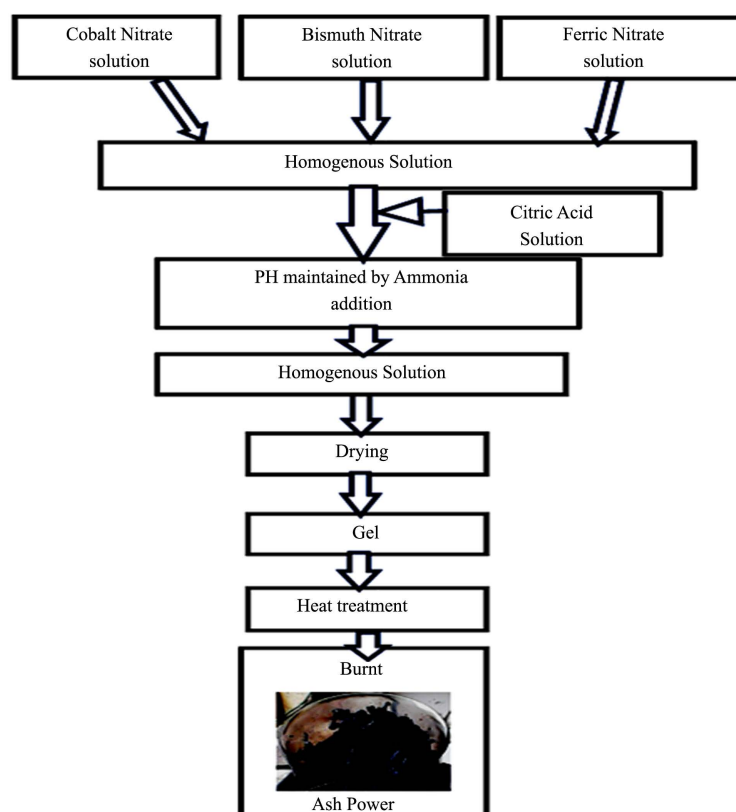 Cobalt Nitrate
solution
Bismuth Nitrate
solution
Ferric Nitrate
solution
Homogenous Solution
Citric Acid
Solution
PH maintained by Ammonia
addition
Homogenous Solution
Drying
Gel
Heat treatment
Burnt
Ash Power